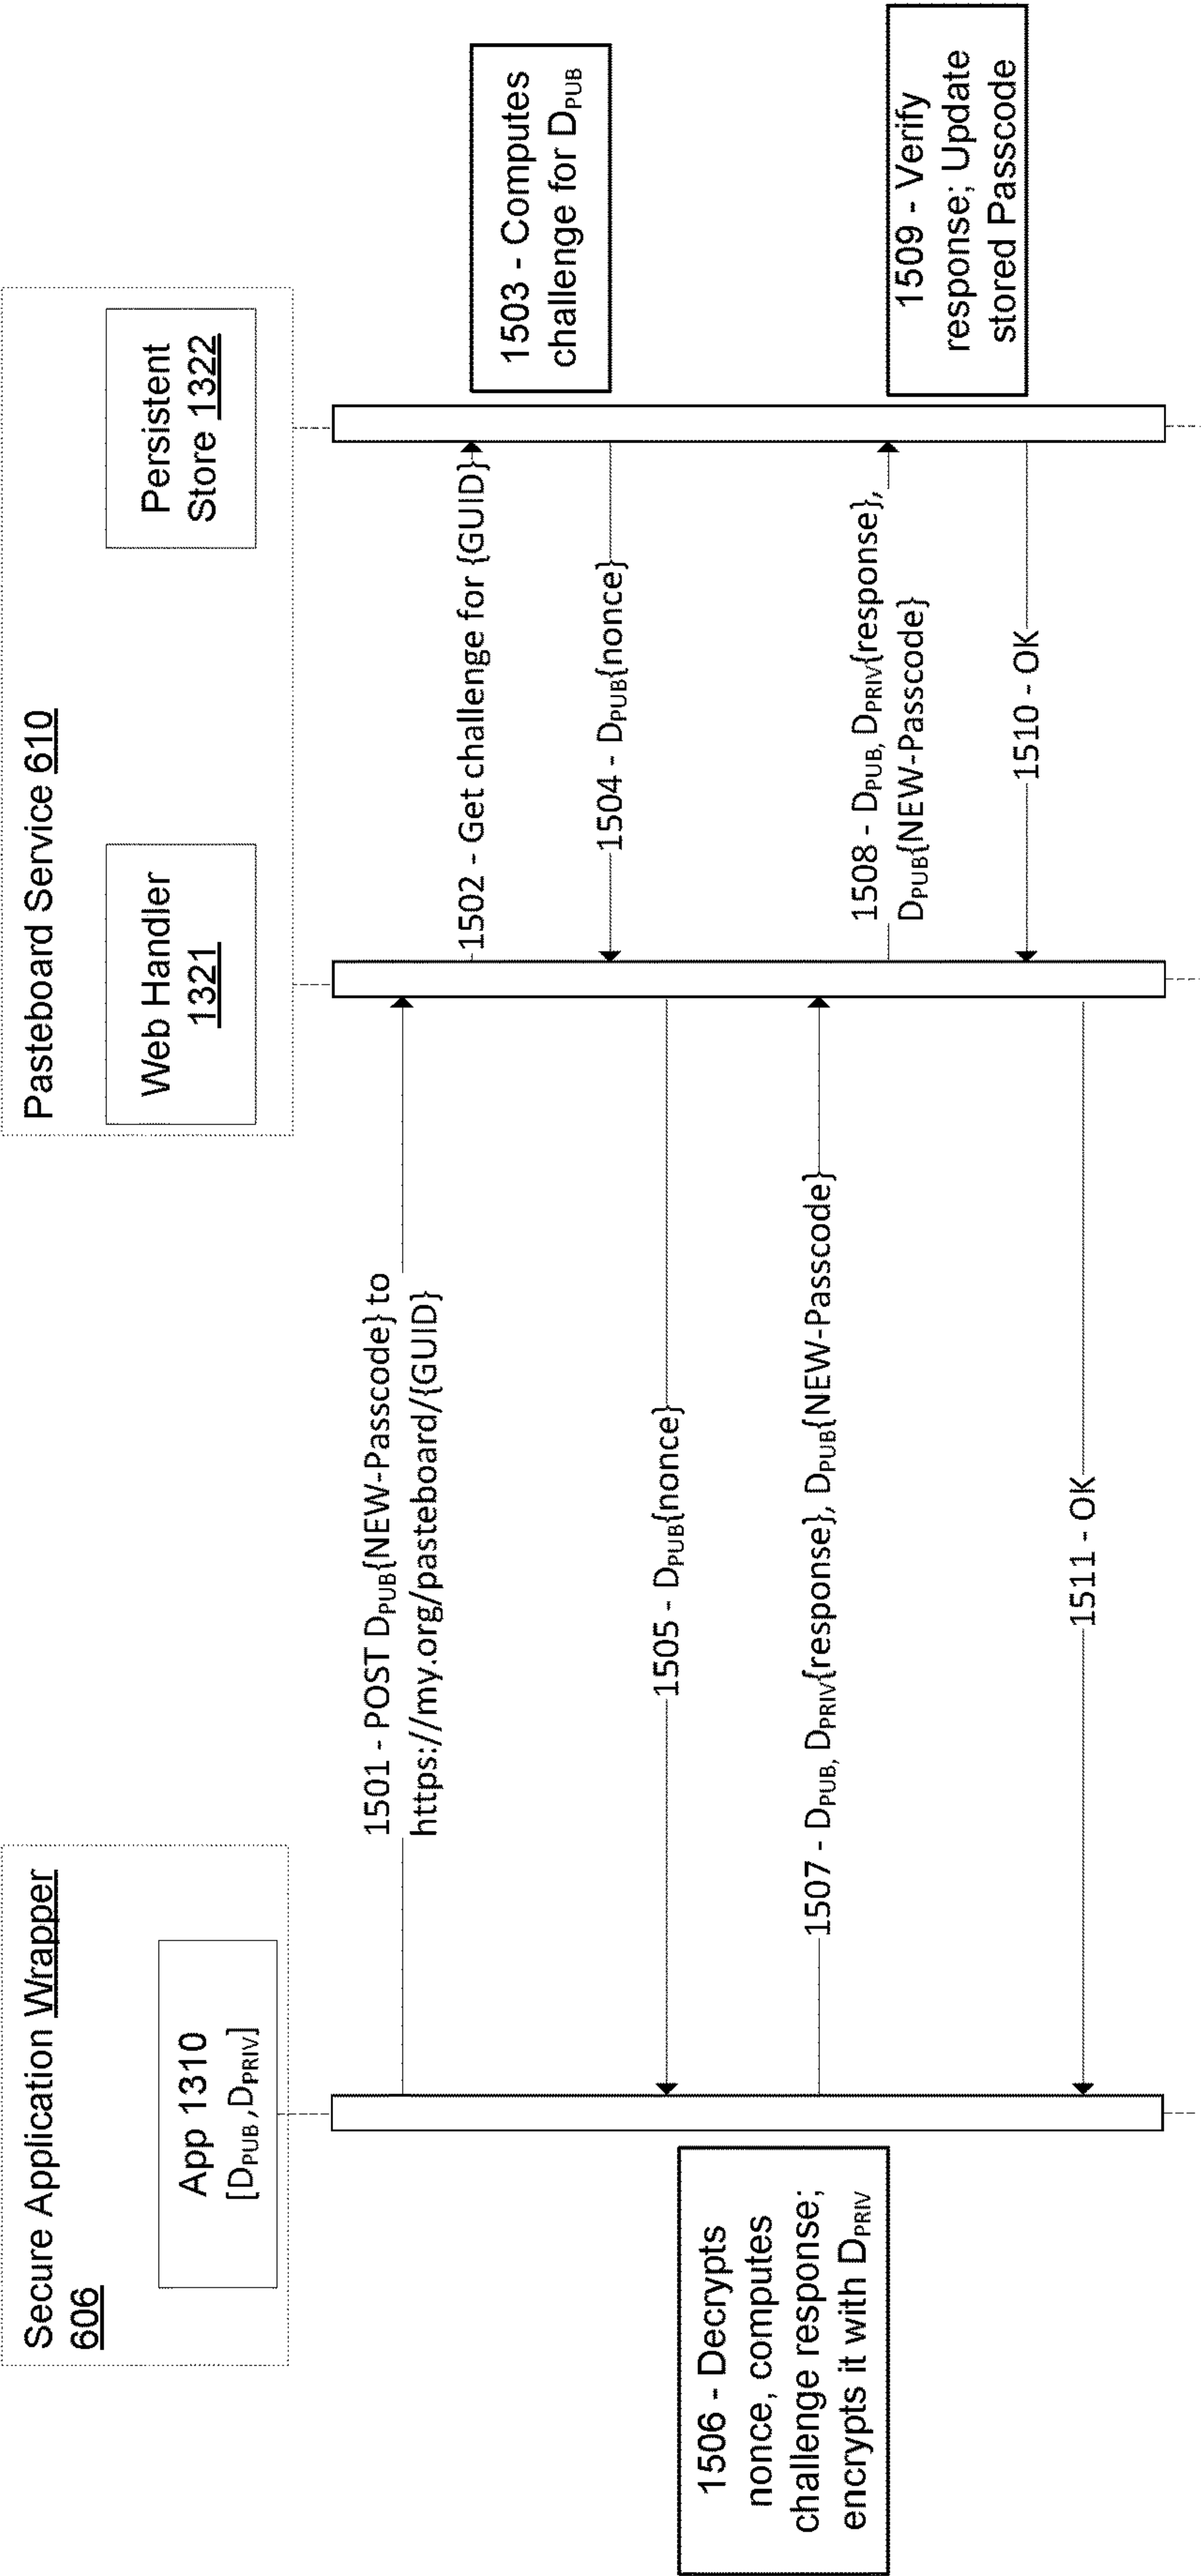 Secure Application Wrapper
606
App 1310
[DPUB ,DPRIV]
Pasteboard Service 610
Web Handler
1321
Persistent
Store 1322
1501 - POST DPUB{NEW-Passcode} to
https://my.org/pasteboard/{GUID}
1502 - Get challenge for {GUID}
1503 - Computes
challenge for DPUB
1504 - DPUB{nonce}
1505 - DPUB{nonce}
1506 - Decrypts
nonce, computes
challenge response;
encrypts it with DPRIV
1507 - DPUB, DPRIV{response}, DPUB{NEW-Passcode}
1508 - DPUB, DPRIV{response},
DPUB{NEW-Passcode}
1509 - Verify
response; Update
stored Passcode
1510 - OK
1511 - OK